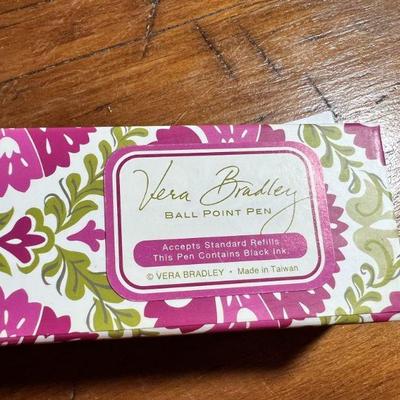 Vera Bradley
BALL POINT PEN
Accepts Standard Refills
This Pen Contains Black Ink.
© VERA BRADLEY • Made in Taiwan